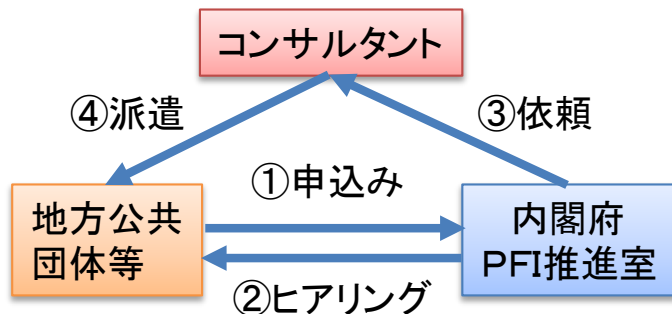 コンサルタント
④派遣
③依頼
①申込み
地方公共
団体等
内閣府
PFI推進室
②ヒアリング